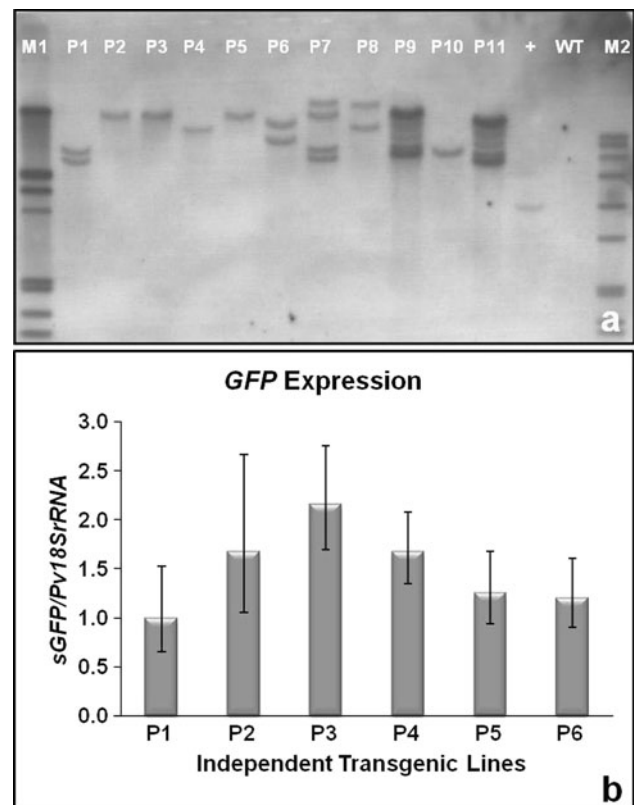 M1 P1 P2 P3 P4 P5 P6 P7 P8 P9 P10 P11 + WT M2
a
GFP Expression
3.0
2.5
2.0
1.5
1.0
0.5
0.0
sGFP/Pv18SrRNA
P1 P2 P3 P4 P5 P6
Independent Transgenic Lines
b